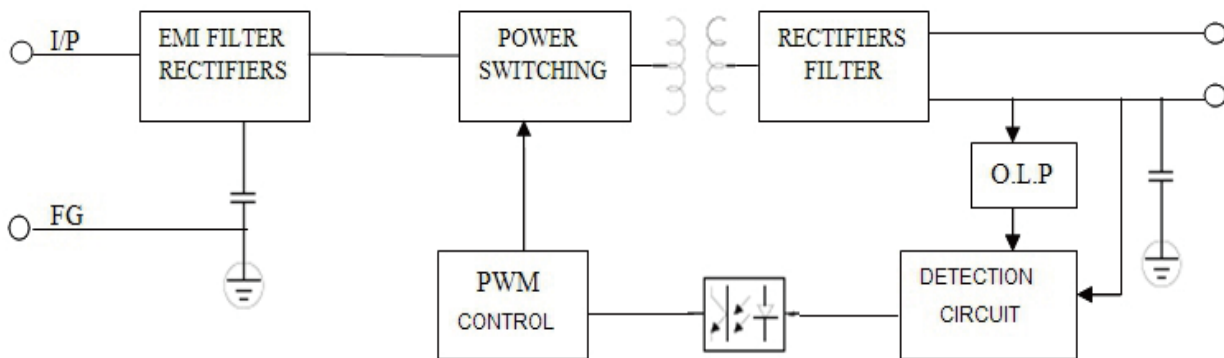 I/P
EMI FILTER
RECTIFIERS
POWER
SWITCHING
RECTIFIERS
FILTER
O.L.P
FG
PWM
CONTROL
DETECTION
CIRCUIT